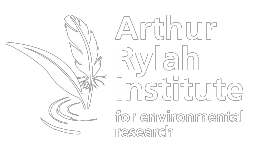 Arthur
Rylah
Institute
for environmental
research